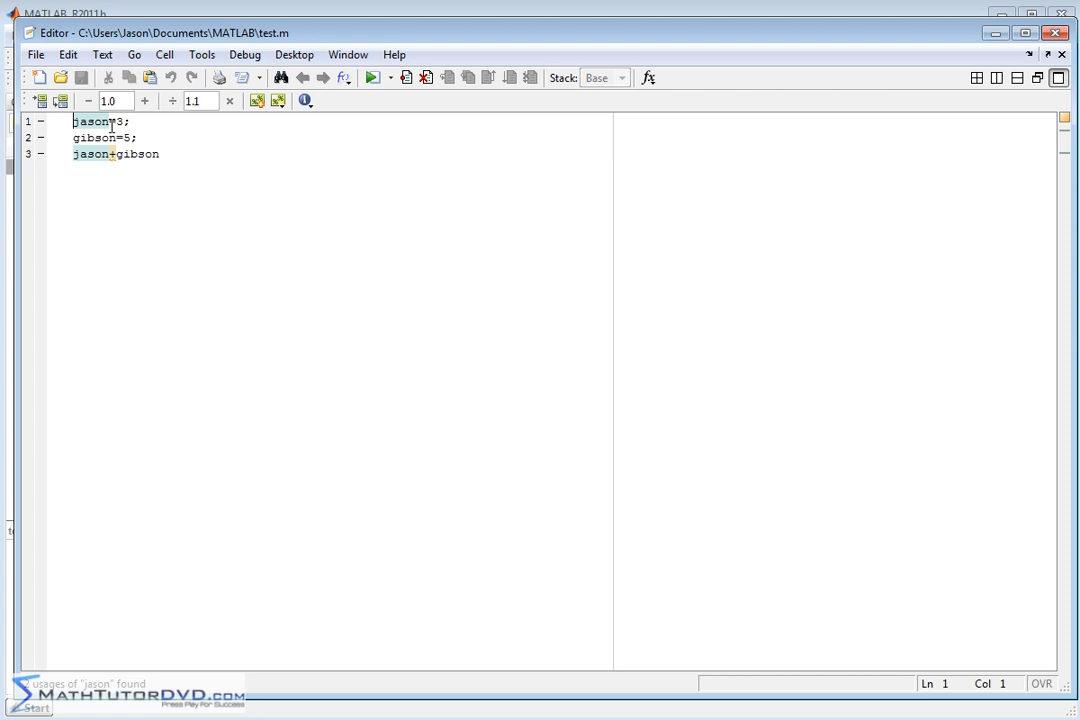 MATLAB R2011b
Editor - C:\Users\Jason\Documents\MATLAB\test.m
File Edit Text Go Cell Tools Debug Desktop Window Help
Stack: Base fx
1.0 1.1
1 jason=3;
2 gibson=5;
3 jason+gibson
2 usages of "jason" found
Ln 1 Col 1 OVR
MATHTUTORDVD.COM
PRESS PLAY FOR SUCCESS
Start